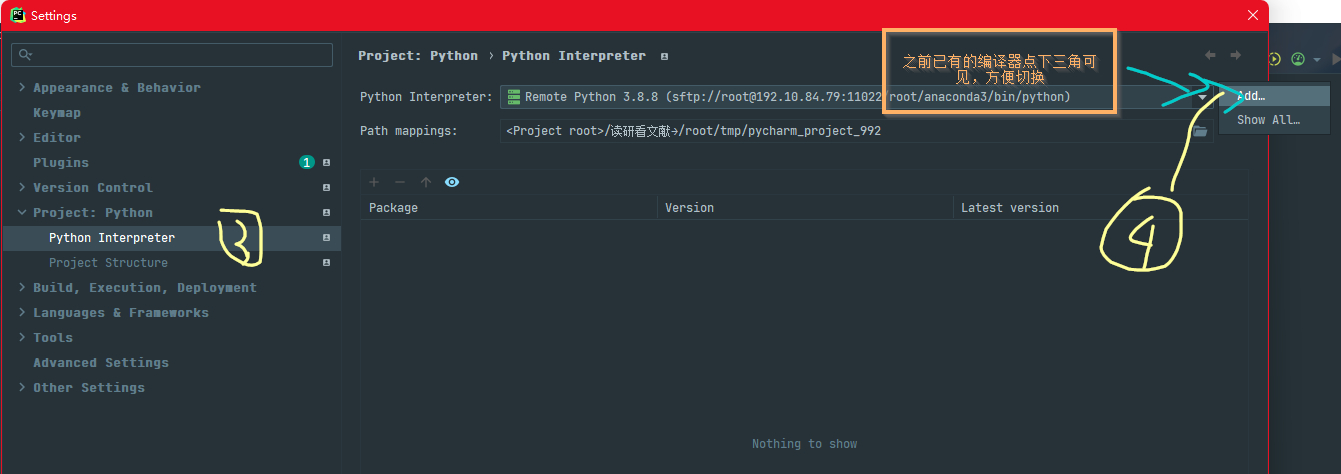 PC Settings
Appearance & Behavior
Keymap
Editor
Plugins 1
Version Control
Project: Python
Python Interpreter
Project Structure
Build, Execution, Deployment
Languages & Frameworks
Tools
Advanced Settings
Other Settings
3
Project: Python › Python Interpreter
之前已有的编译器点下三角可
见，方便切换
Python Interpreter: Remote Python 3.8.8 (sftp://root@192.10.84.79:11022/root/anaconda3/bin/python)
Add…
Show All…
Path mappings: <Project root>/读研看文献→/root/tmp/pycharm_project_992
4
Package Version Latest version
Nothing to show